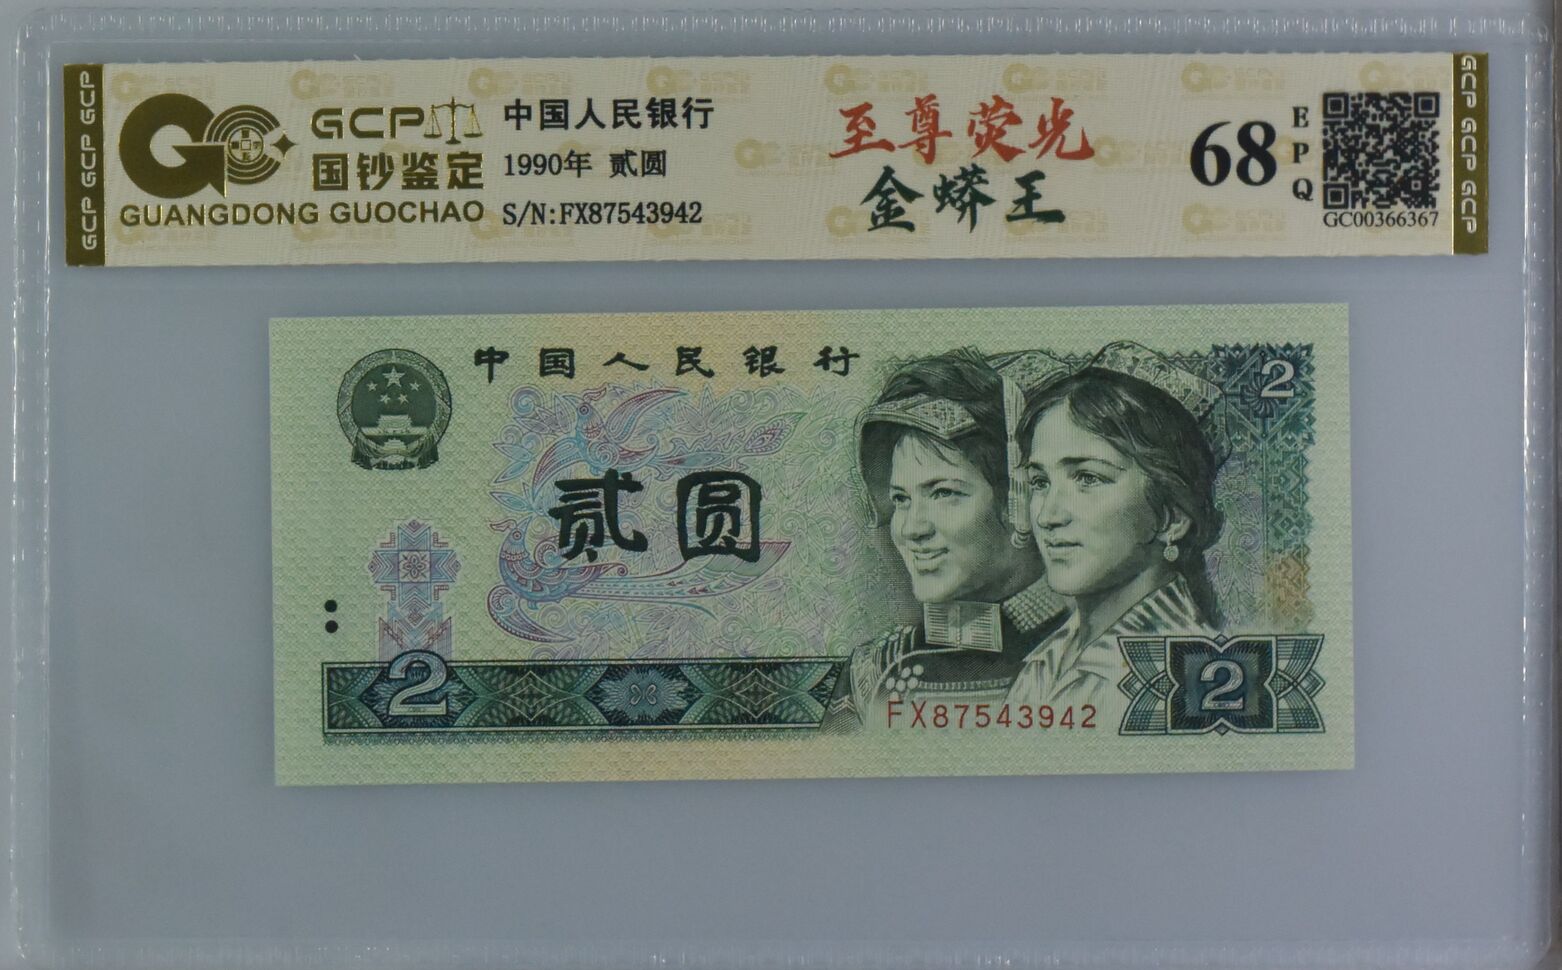 GCP GCP GCP
GCP
国钞鉴定
GUANGDONG GUOCHAO
中国人民银行
1990年 贰圆
S/N:FX87543942
至尊荧光
金蟒王
68
EPQ
GC00366367
GCP GCP GCP
中国人民银行
2
贰圆
2
FX87543942
2